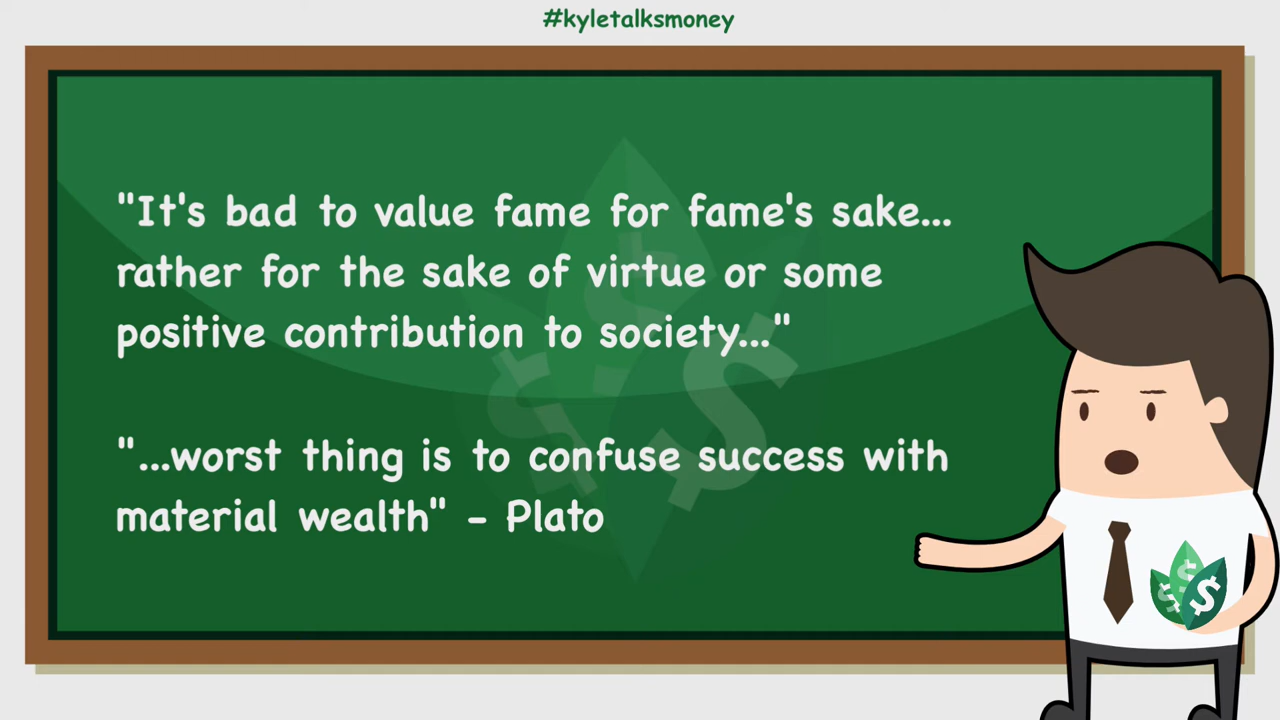 #kyletalksmoney
"It's bad to value fame for fame's sake...
rather for the sake of virtue or some
positive contribution to society..."
"...worst thing is to confuse success with
material wealth" - Plato